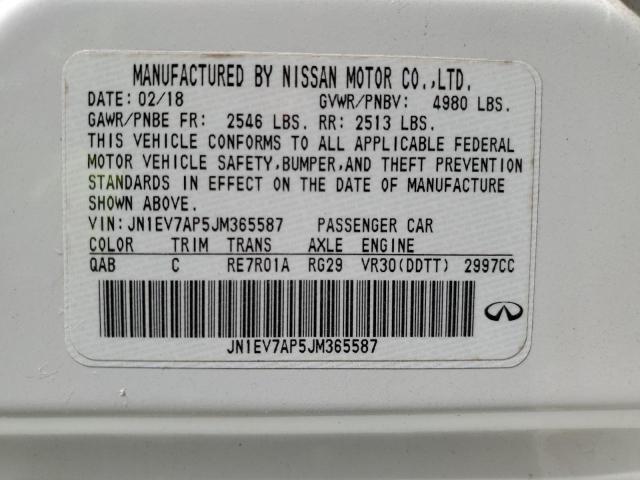 MANUFACTURED BY NISSAN MOTOR CO.,LTD.
DATE: 02/18 GVWR/PNBV: 4980 LBS.
GAWR/PNBE FR: 2546 LBS. RR: 2513 LBS.
THIS VEHICLE CONFORMS TO ALL APPLICABLE FEDERAL
MOTOR VEHICLE SAFETY,BUMPER,AND THEFT PREVENTION
STANDARDS IN EFFECT ON THE DATE OF MANUFACTURE
SHOWN ABOVE.
VIN: JN1EV7AP5JM365587 PASSENGER CAR
COLOR TRIM TRANS AXLE ENGINE
QAB C RE7R01A RG29 VR30(DDTT) 2997CC
JN1EV7AP5JM365587